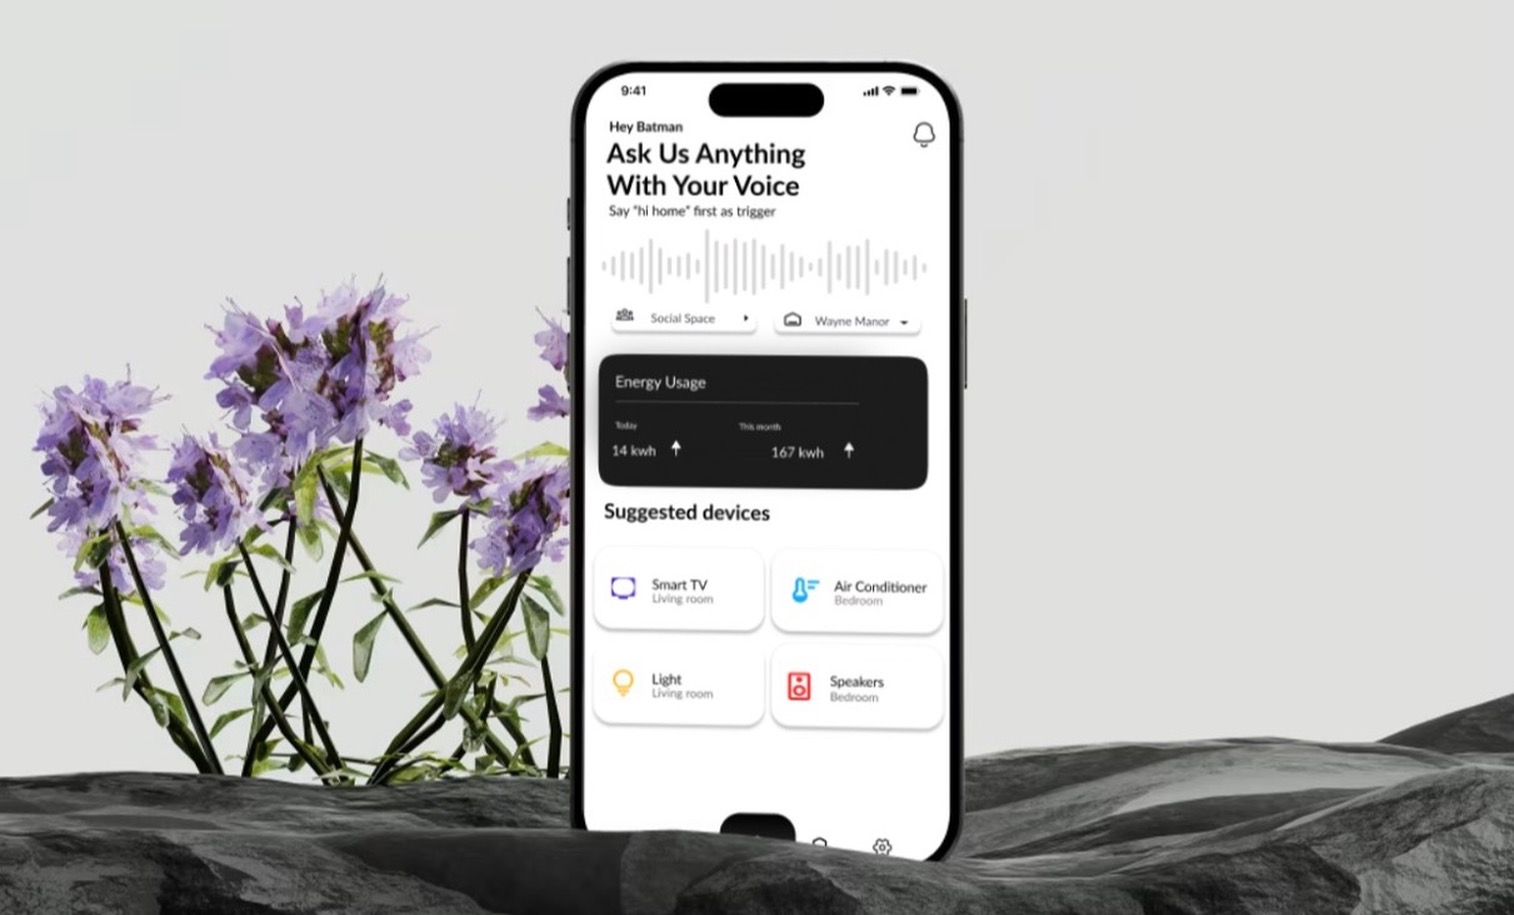 9:41
Hey Batman
Ask Us Anything
With Your Voice
Say "hi home" first as trigger
Social Space
Wayne Manor
Energy Usage
Today
This month
14 kwh
167 kwh
Suggested devices
Smart TV
Living room
Air Conditioner
Bedroom
Light
Living room
Speakers
Bedroom